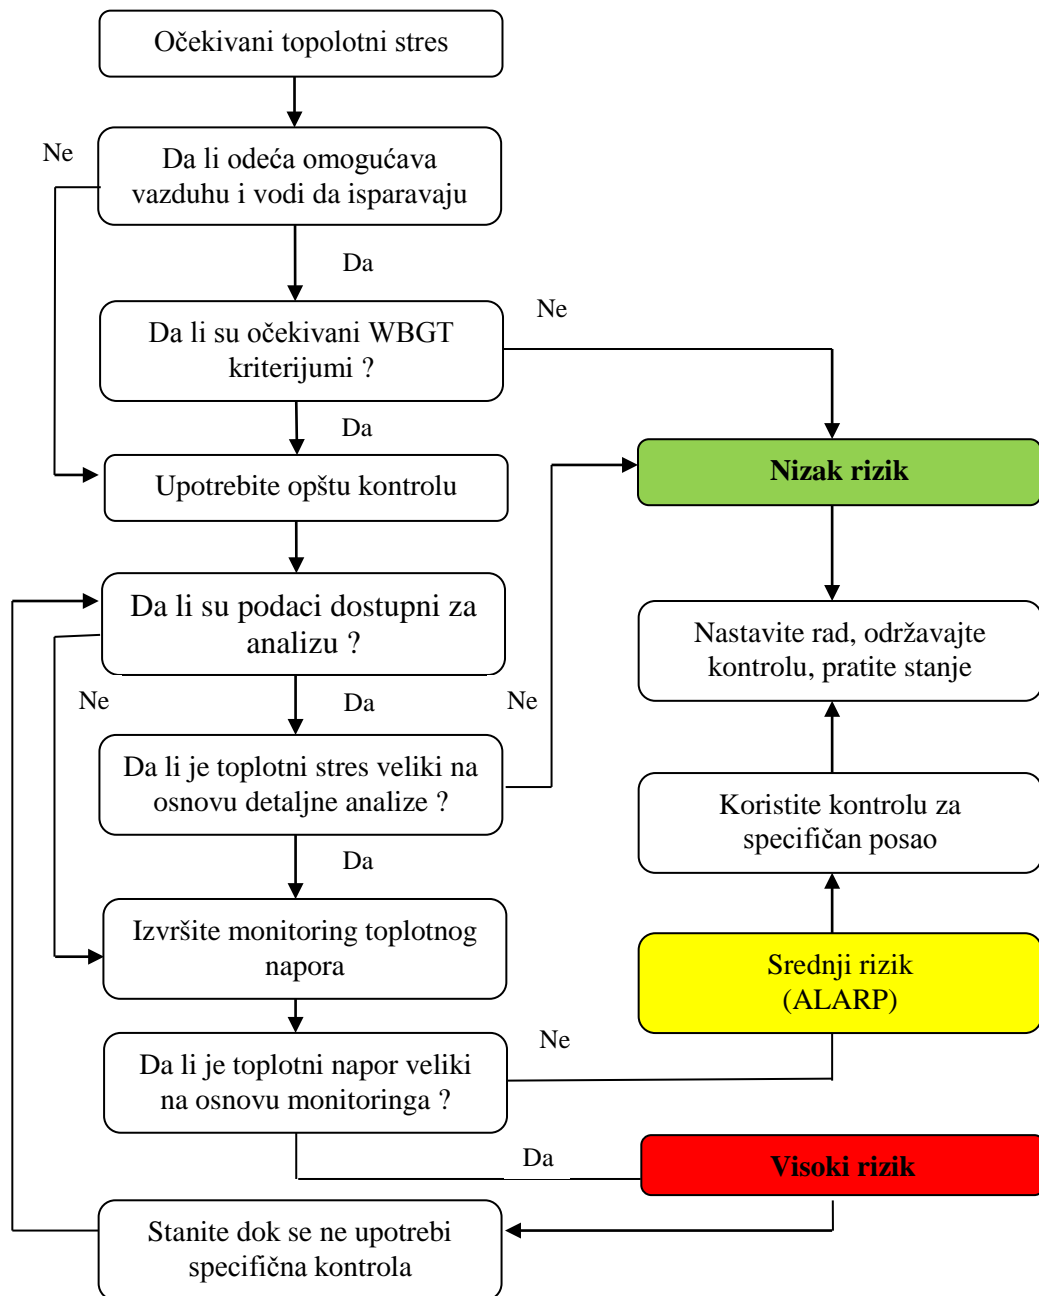 Očekivani topolotni stres
Ne
Da li odeća omogućava
vazduhu i vodi da isparavaju
Da
Ne
Da li su očekivani WBGT
kriterijumi ?
Da
Nizak rizik
Upotrebite opštu kontrolu
Da li su podaci dostupni za
analizu ?
Nastavite rad, održavajte
kontrolu, pratite stanje
Ne
Da
Ne
Da li je toplotni stres veliki na
osnovu detaljne analize ?
Koristite kontrolu za
specifičan posao
Da
Izvršite monitoring toplotnog
napora
Srednji rizik
(ALARP)
Ne
Da li je toplotni napor veliki
na osnovu monitoringa ?
Da
Visoki rizik
Stanite dok se ne upotrebi
specifična kontrola